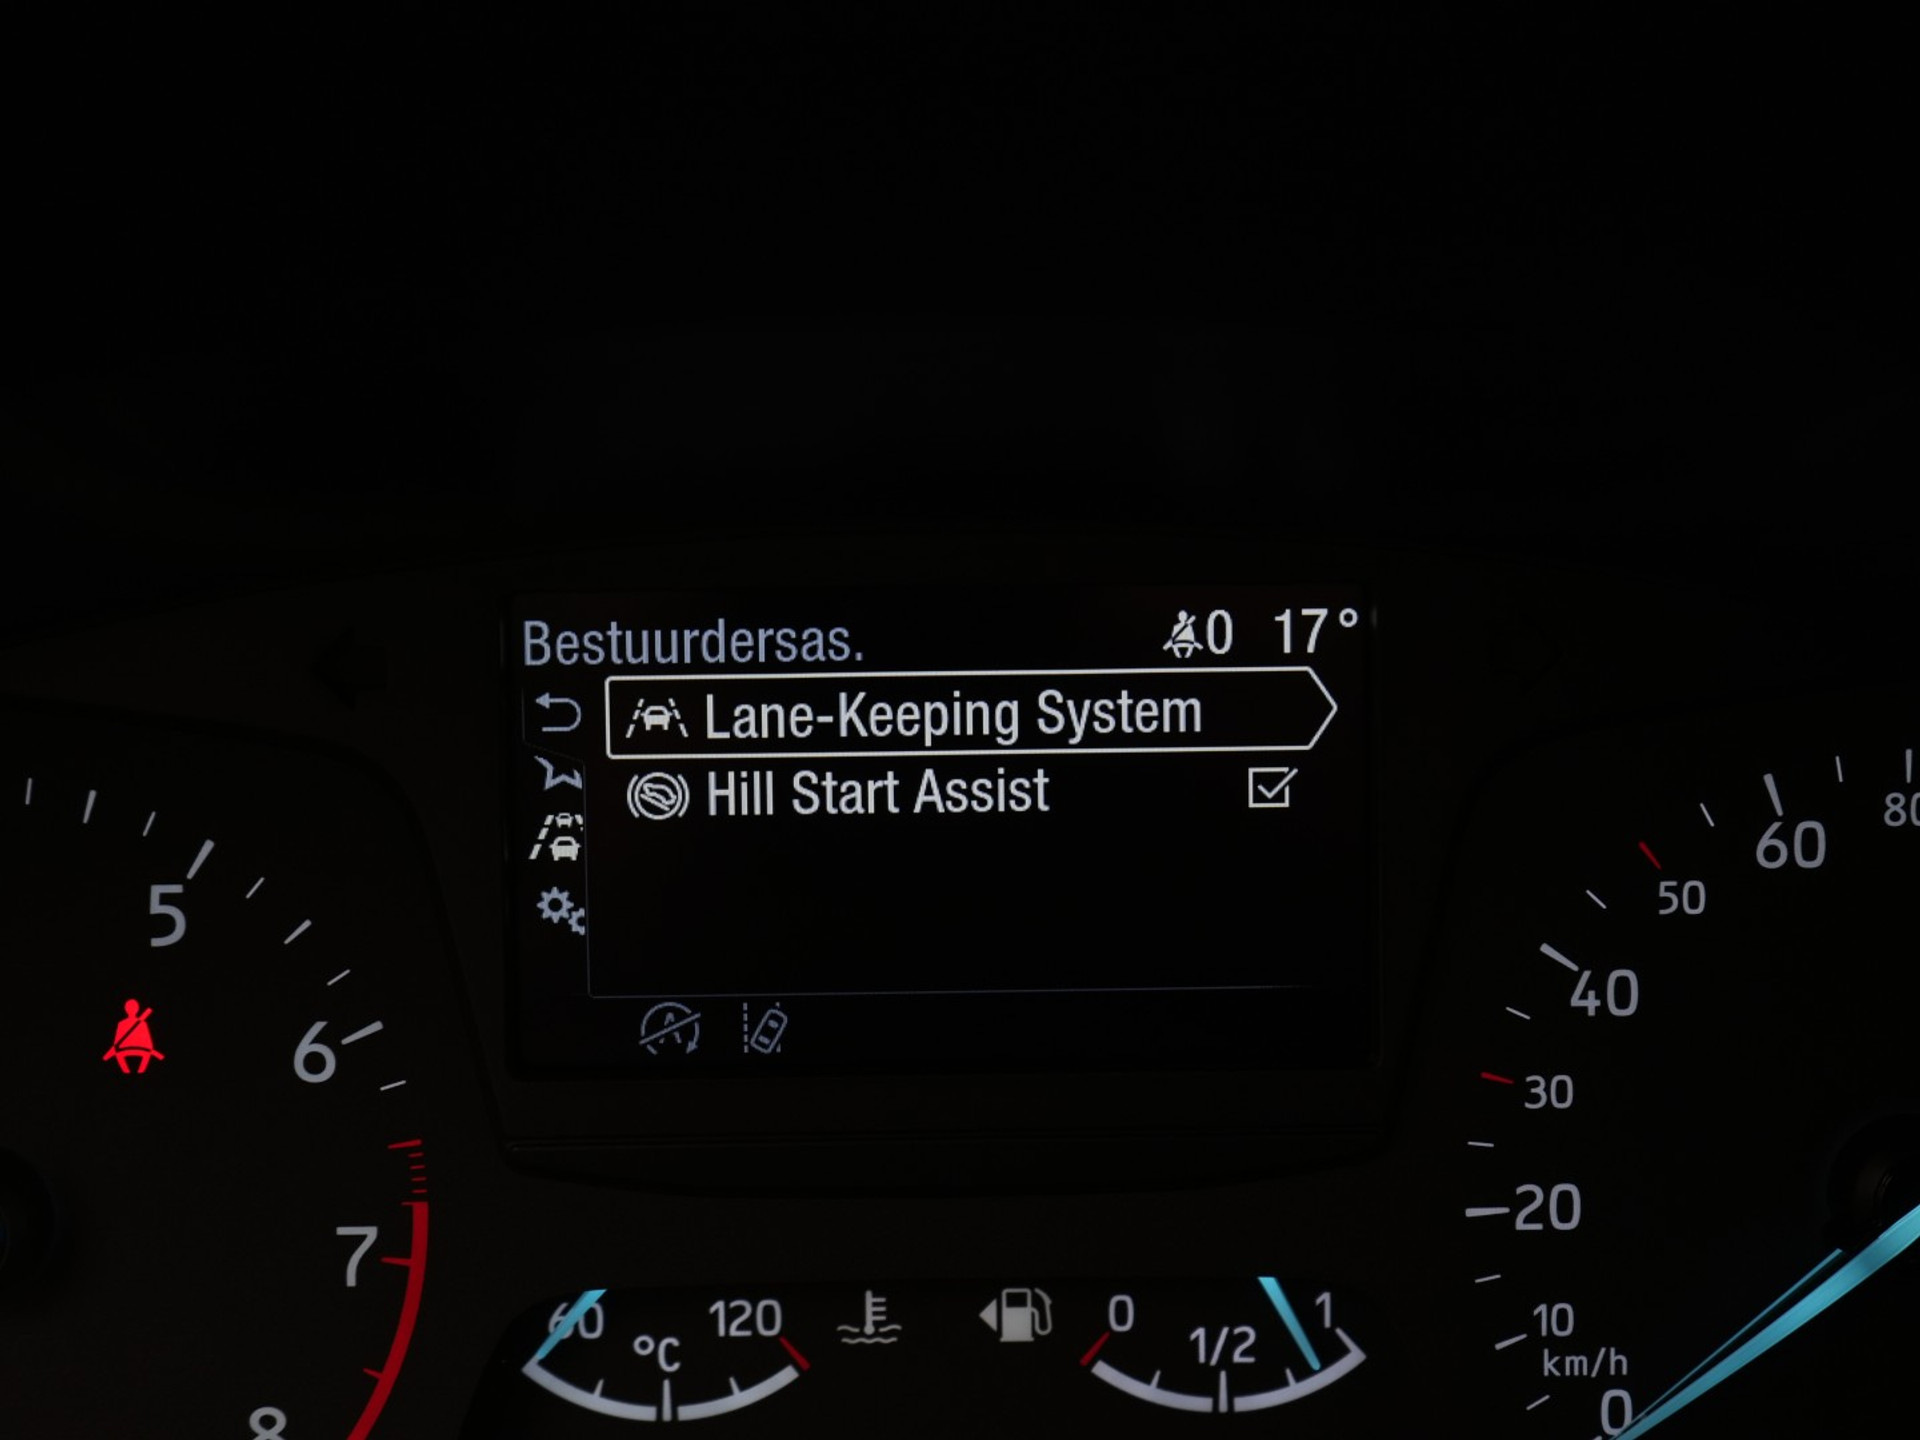 Bestuurdersas. 0 17°
Lane-Keeping System
Hill Start Assist
5
6
7
8
60 120
°C
0 1/2 1
80
60
50
40
30
20
10
km/h
0